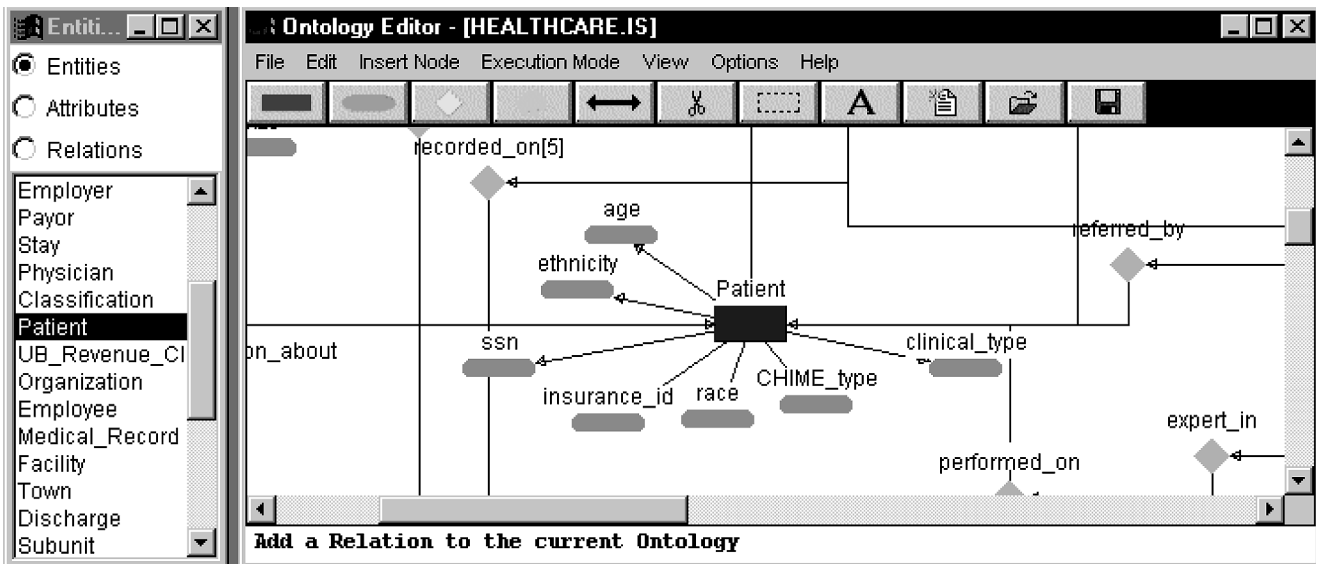 Entiti...
Entities
Attributes
Relations
Employer
Payor
Stay
Physician
Classification
Patient
UB_Revenue_Cl
Organization
Employee
Medical_Record
Facility
Town
Discharge
Subunit
Ontology Editor - [HEALTHCARE.IS]
File Edit Insert Node Execution Mode View Options Help
A
recorded_on[5]
age
referred_by
ethnicity
Patient
on_about
ssn
clinical_type
CHIME_type
insurance_id
race
expert_in
performed_on
Add a Relation to the current Ontology